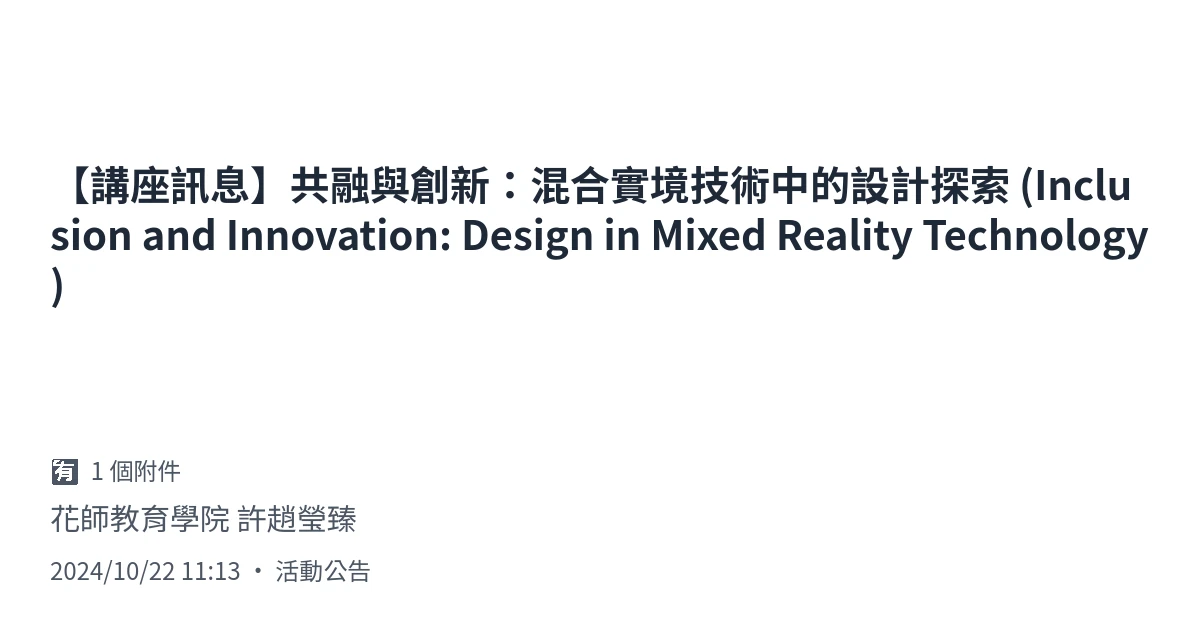 【講座訊息】共融與創新：混合實境技術中的設計探索 (Inclu
sion and Innovation: Design in Mixed Reality Technology
)
有 1 個附件
花師教育學院 許趙瑩臻
2024/10/22 11:13 • 活動公告